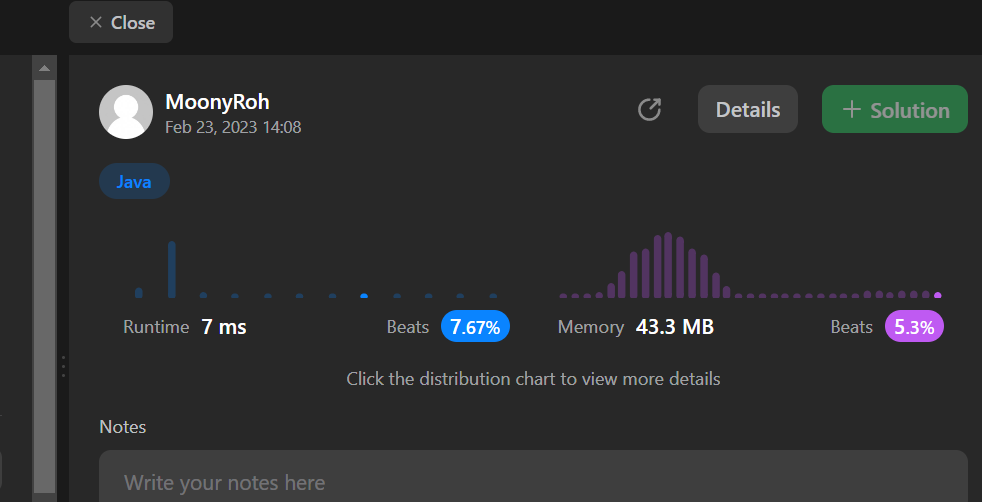 Close
MoonyRoh
Feb 23, 2023 14:08
Details
Solution
Java
Runtime 7 ms Beats 7.67%
Memory 43.3 MB Beats 5.3%
Click the distribution chart to view more details
Notes
Write your notes here